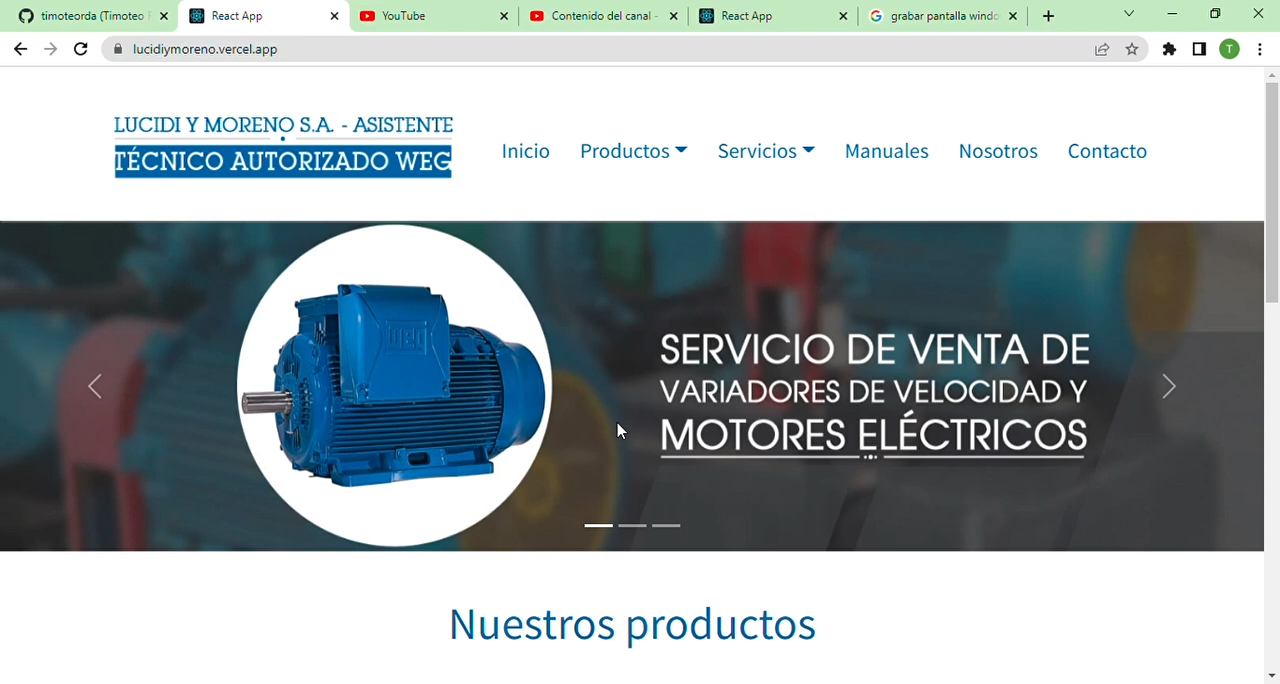 timoteorda (Timoteo
React App
YouTube
Contenido del canal -
React App
grabar pantalla windo
lucidiymoreno.vercel.app
T
LUCIDI Y MORENO S.A. - ASISTENTE
TÉCNICO AUTORIZADO WEG
Inicio
Productos
Servicios
Manuales
Nosotros
Contacto
WEG
SERVICIO DE VENTA DE
VARIADORES DE VELOCIDAD Y
MOTORES ELÉCTRICOS
Nuestros productos